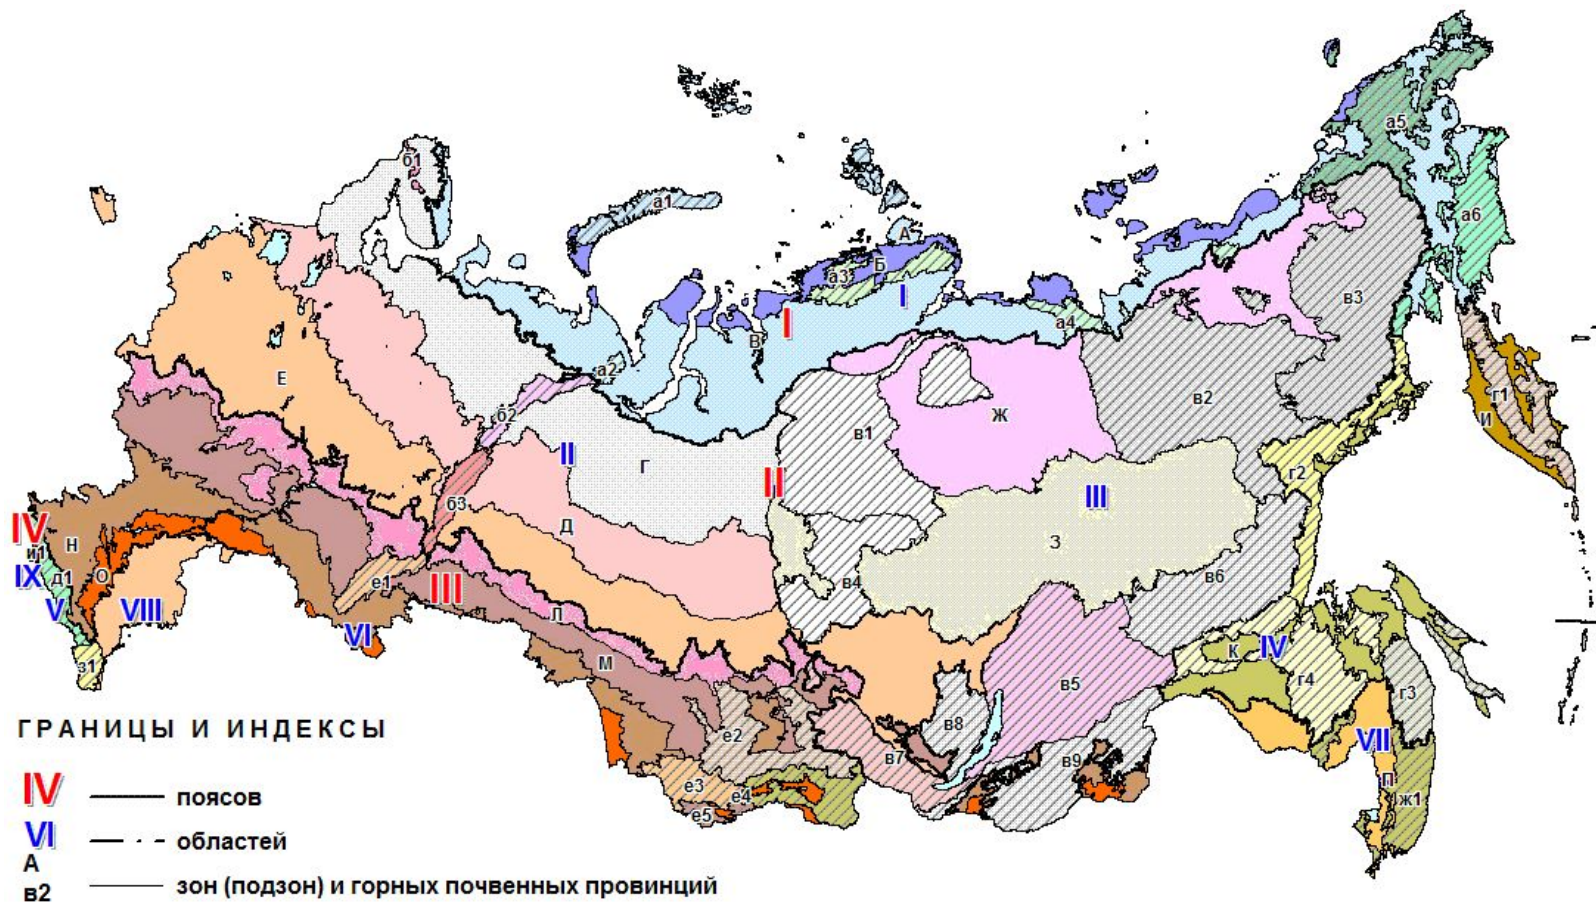 а5
б1
а1
а6
А
Б
а3
I
а4
В
I
в3
а2
Е
г1
И
б2
в1
Ж
в2
II
Г
II
III
г2
б3
Д
IV
Н
О
и1
IX
д1
V
VIII
е1
III
VI
Л
М
З
в4
в6
К
IV
г4
г3
з1
в5
в8
VII
е2
в7
в9
е3
е4
е5
П
ж1
ГРАНИЦЫ И ИНДЕКСЫ
IV поясов
VI областей
А
в2 зон (подзон) и горных почвенных провинций